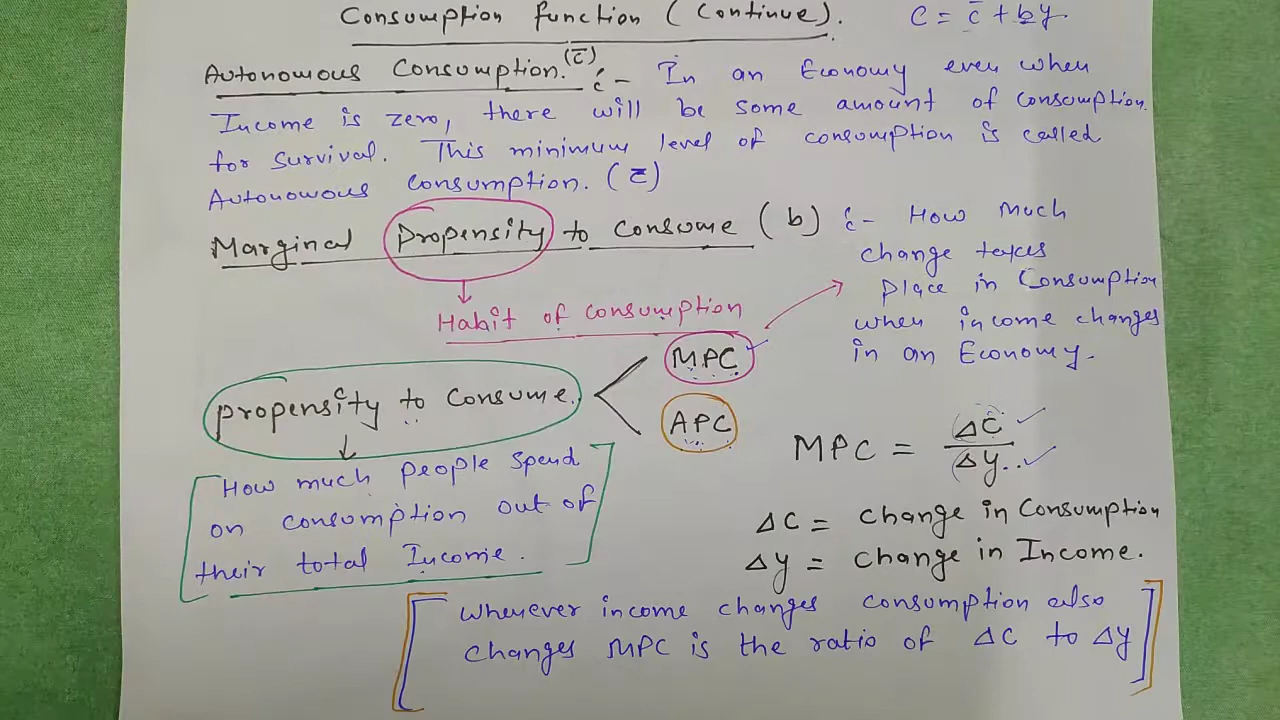 Consumption function (Continue). C = c̄ + by
Autonomous Consumption.(c̄) :- In an Economy even when
Income is zero, there will be some amount of consumption
for survival. This minimum level of consumption is called
Autonomous consumption. (c̄)
Marginal propensity to consume (b) :- How Much
change takes
place in Consumption
when income changes
in an Economy.
Habit of consumption
MPC
propensity to consume.
APC
How much people spend
on consumption out of
their total Income.
MPC = ΔC / Δy
ΔC = change in Consumption
Δy = change in Income.
Whenever income changes consumption also
changes MPC is the ratio of ΔC to Δy